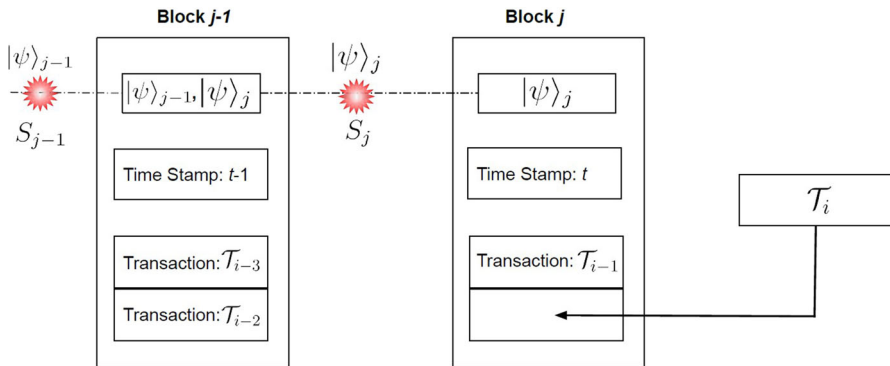 Block j-1
|ψ⟩j−1
|ψ⟩j−1,|ψ⟩j
Sj−1
Time Stamp: t-1
Transaction: 𝒯i−3
Transaction: 𝒯i−2
|ψ⟩j
Sj
Block j
|ψ⟩j
Time Stamp: t
Transaction: 𝒯i−1
𝒯i